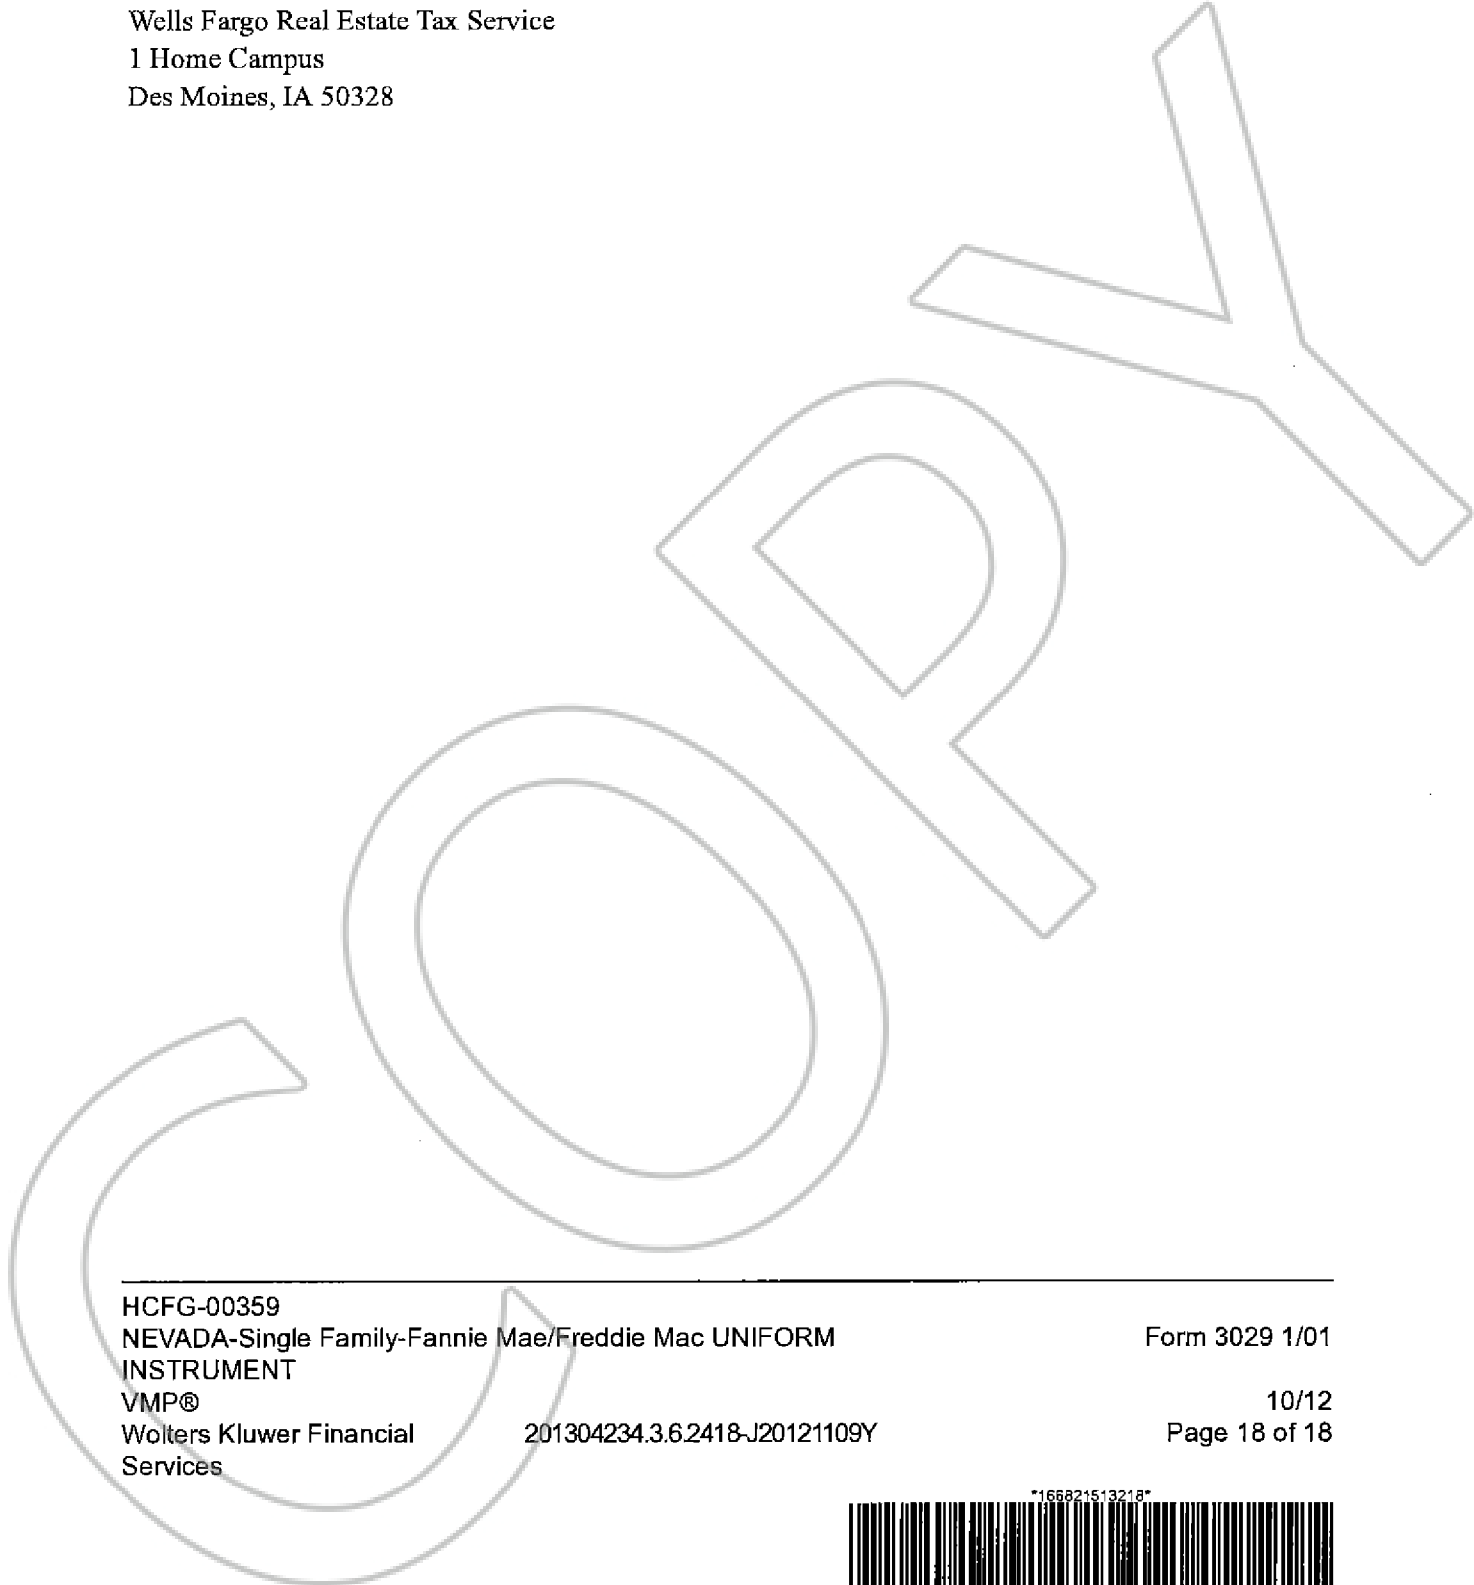 Wells Fargo Real Estate Tax Service
1 Home Campus
Des Moines, IA 50328
COPY
HCFG-00359
NEVADA-Single Family-Fannie Mae/Freddie Mac UNIFORM Form 3029 1/01
INSTRUMENT
VMP® 10/12
Wolters Kluwer Financial 201304234.3.6.2418-J20121109Y Page 18 of 18
Services
*166821513218*